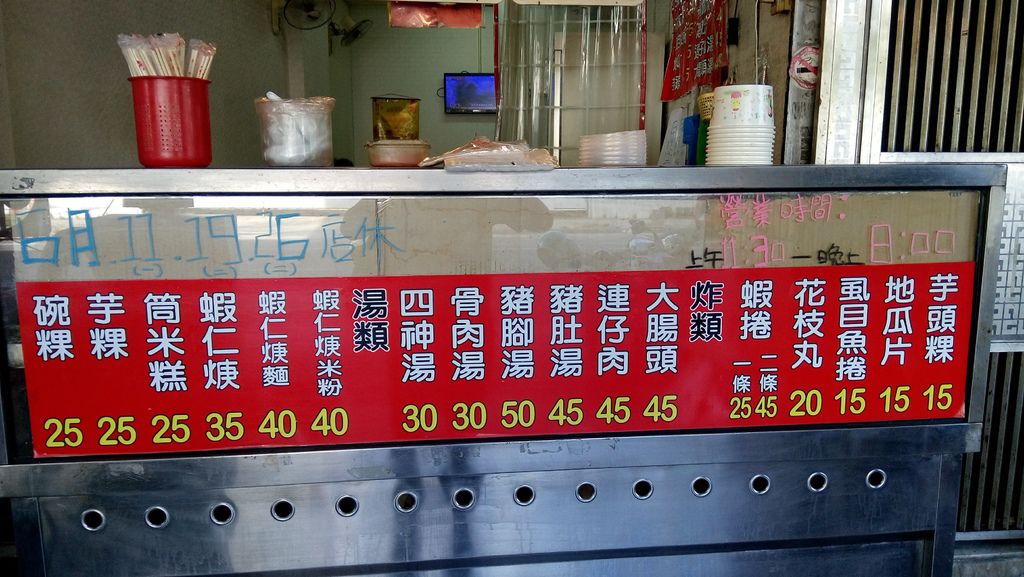 6月.11.19.26店休
(一) (二) (二)
營業時間:
上午11:30一晚上8:00
碗粿 25
芋粿 25
筒米糕 25
蝦仁焿 35
蝦仁焿麵 40
蝦仁焿米粉 40
湯類
四神湯 30
骨肉湯 30
豬腳湯 50
豬肚湯 45
連仔肉 45
大腸頭 45
炸類
蝦捲 一條 25 二條 45
花枝丸 20
虱目魚捲 15
地瓜片 15
芋頭粿 15